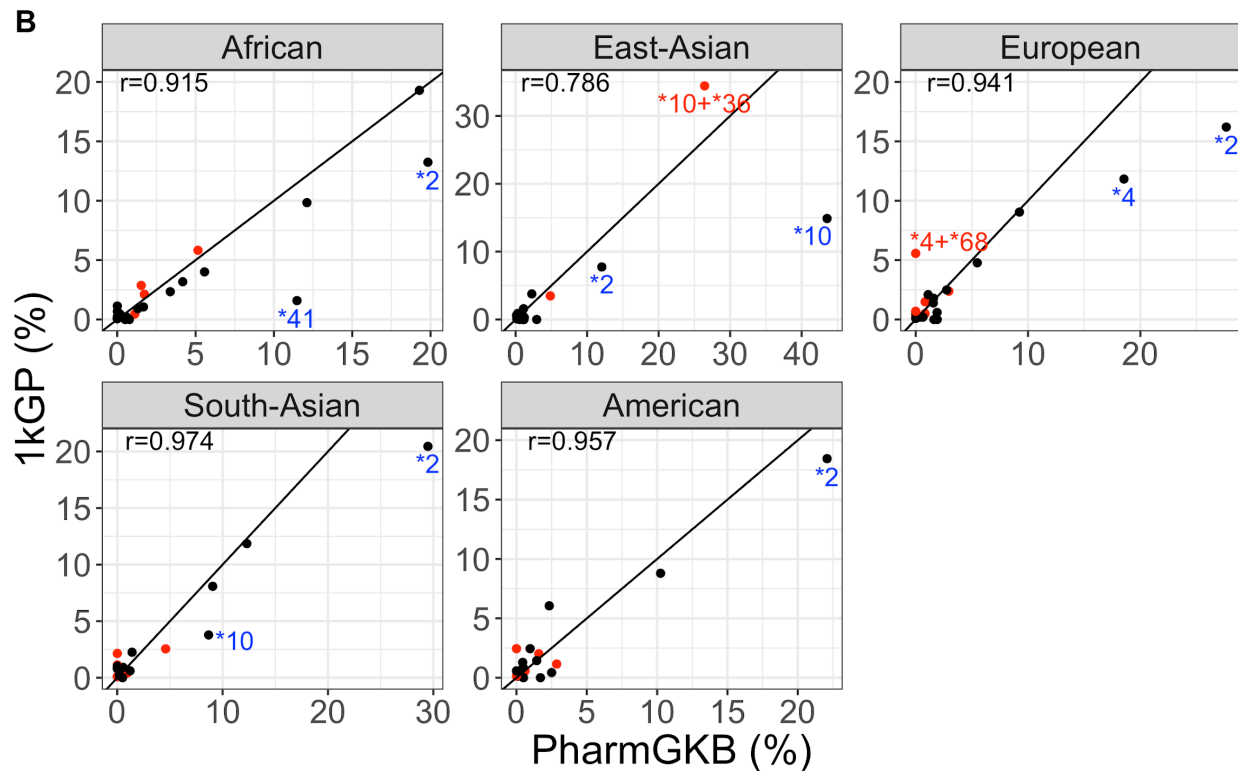 B
African
East-Asian
European
r=0.915
r=0.786
r=0.941
20
15
10
5
0
*2
*41
0 5 10 15 20
30
20
10
0
*10+*36
*10
*2
0 10 20 30 40
20
15
10
5
0
*2
*4
*4+*68
0 10 20
South-Asian
American
r=0.974
r=0.957
20
15
10
5
0
*2
*10
0 10 20 30
20
15
10
5
0
*2
0 5 10 15 20
1kGP (%)
PharmGKB (%)